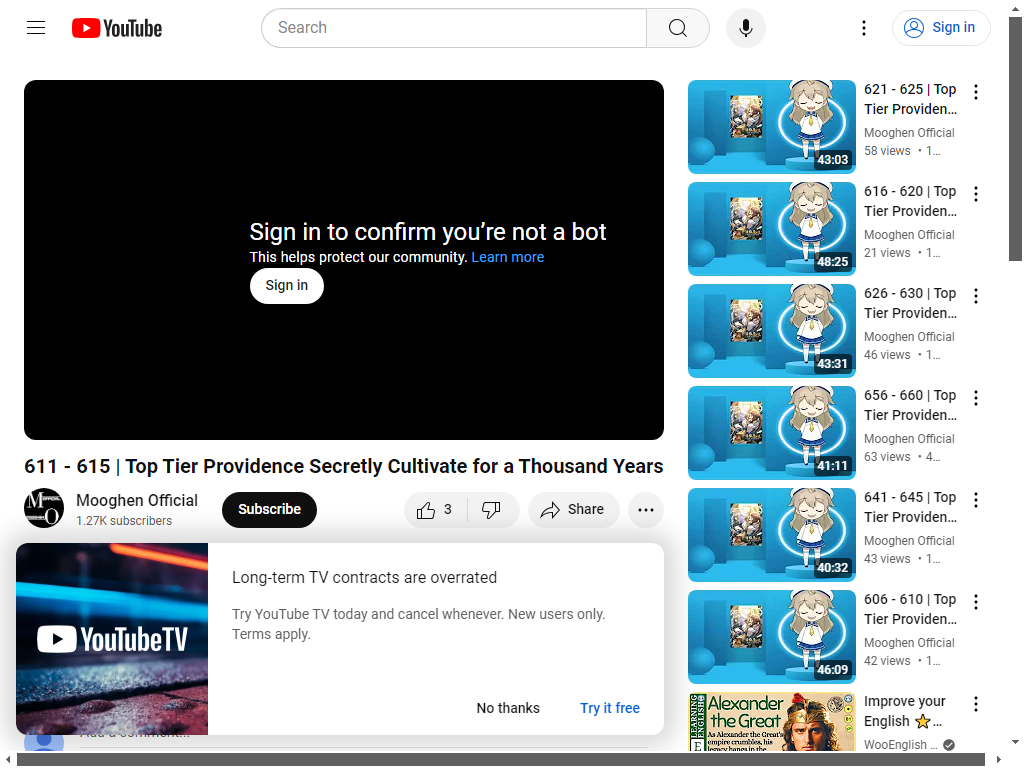 YouTube
Search
Sign in
Sign in to confirm you're not a bot
This helps protect our community. Learn more
Sign in
611 - 615 | Top Tier Providence Secretly Cultivate for a Thousand Years
Mooghen Official
1.27K subscribers
Subscribe
3
Share
YouTubeTV
Long-term TV contracts are overrated
Try YouTube TV today and cancel whenever. New users only.
Terms apply.
No thanks
Try it free
43:03
621 - 625 | Top
Tier Providen...
Mooghen Official
58 views • 1...
48:25
616 - 620 | Top
Tier Providen...
Mooghen Official
21 views • 1...
43:31
626 - 630 | Top
Tier Providen...
Mooghen Official
46 views • 1...
41:11
656 - 660 | Top
Tier Providen...
Mooghen Official
63 views • 4...
40:32
641 - 645 | Top
Tier Providen...
Mooghen Official
43 views • 1...
46:09
606 - 610 | Top
Tier Providen...
Mooghen Official
42 views • 1...
LEARNING ENGLISH
Alexander
the Great
As Alexander the Great's
empire crumbles, his
Improve your
English ⭐...
WooEnglish ...